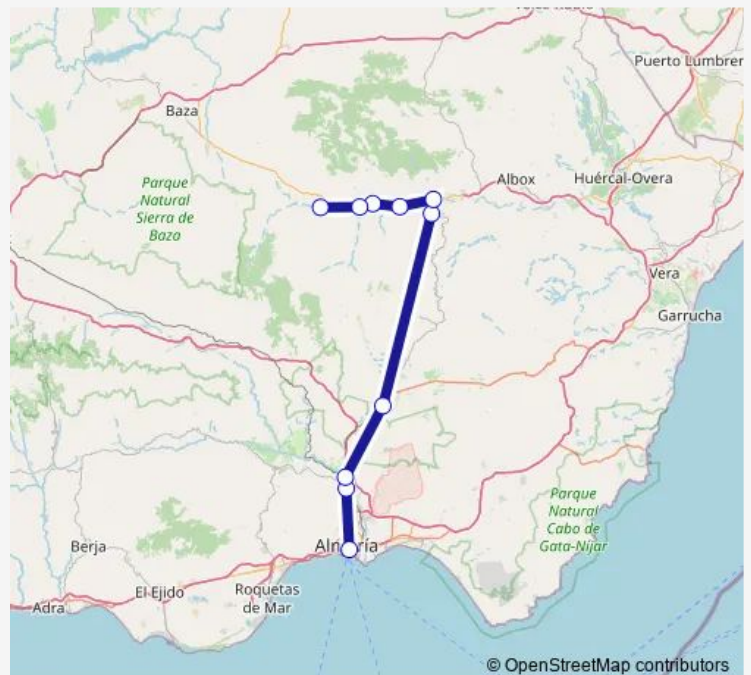 Puerto Lumbrer
Baza
Parque
Natural
Sierra de
Baza
Albox
Huércal-Overa
Vera
Garrucha
Parque
Natural
Cabo de
Gata-Níjar
Berja
El Ejido
Roquetas
de Mar
Adra
© OpenStreetMap contributors